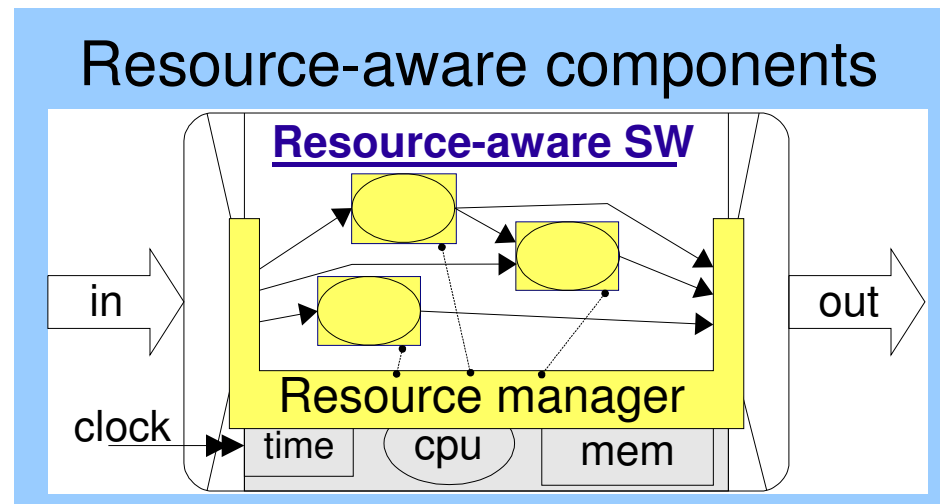 Resource-aware components
Resource-aware SW
in
out
Resource manager
clock
time
cpu
mem